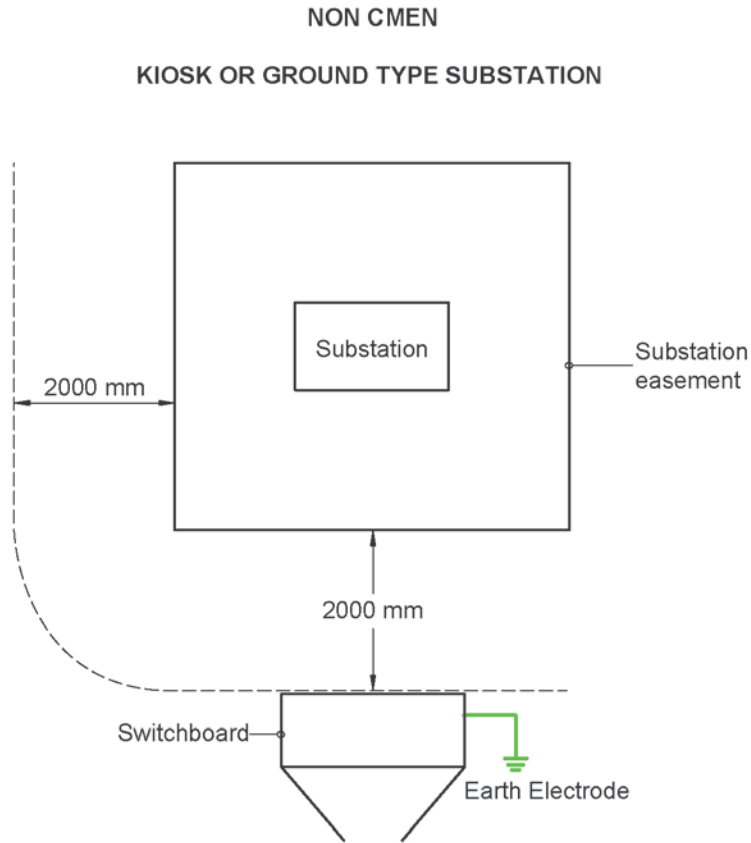 NON CMEN
KIOSK OR GROUND TYPE SUBSTATION
Substation
Substation
easement
2000 mm
2000 mm
Switchboard
Earth Electrode